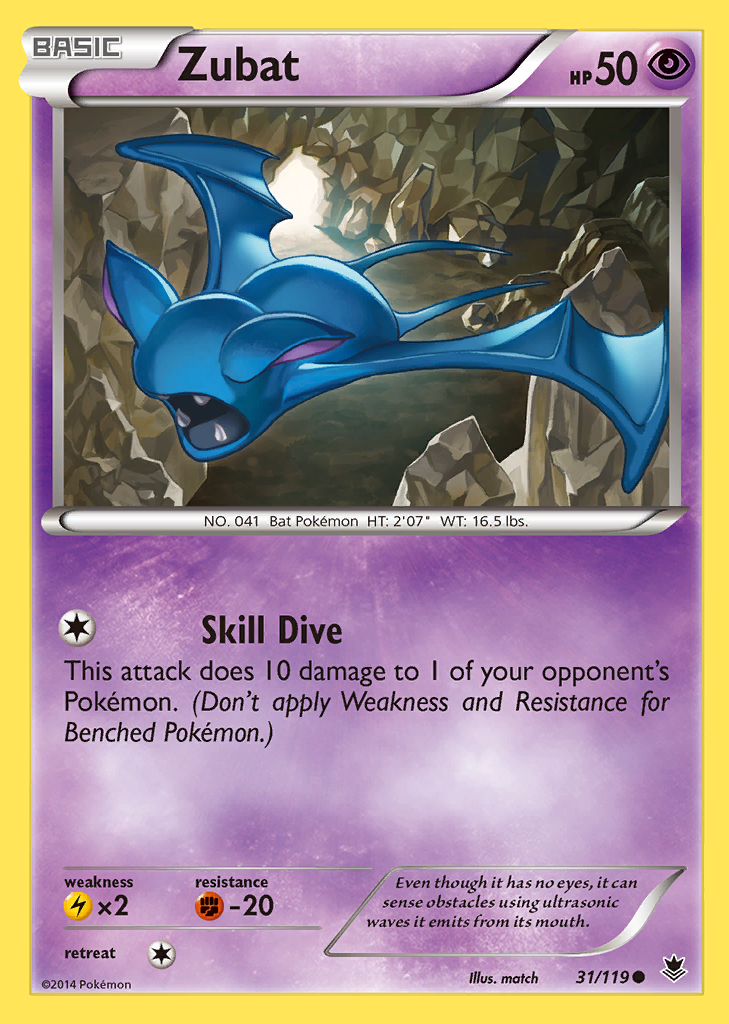 BASIC
Zubat
HP 50
NO. 041 Bat Pokémon HT: 2'07" WT: 16.5 lbs.
Skill Dive
This attack does 10 damage to 1 of your opponent's
Pokémon. (Don't apply Weakness and Resistance for
Benched Pokémon.)
weakness
×2
resistance
-20
retreat
Even though it has no eyes, it can
sense obstacles using ultrasonic
waves it emits from its mouth.
©2014 Pokémon
Illus. match
31/119